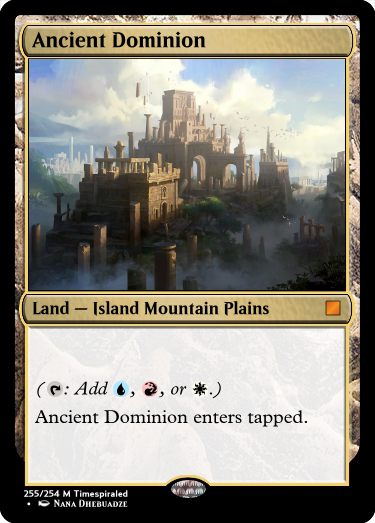 Ancient Dominion
Land — Island Mountain Plains
( : Add , , or .)
Ancient Dominion enters tapped.
255/254 M Timespiraled
• Nana Dhebuadze